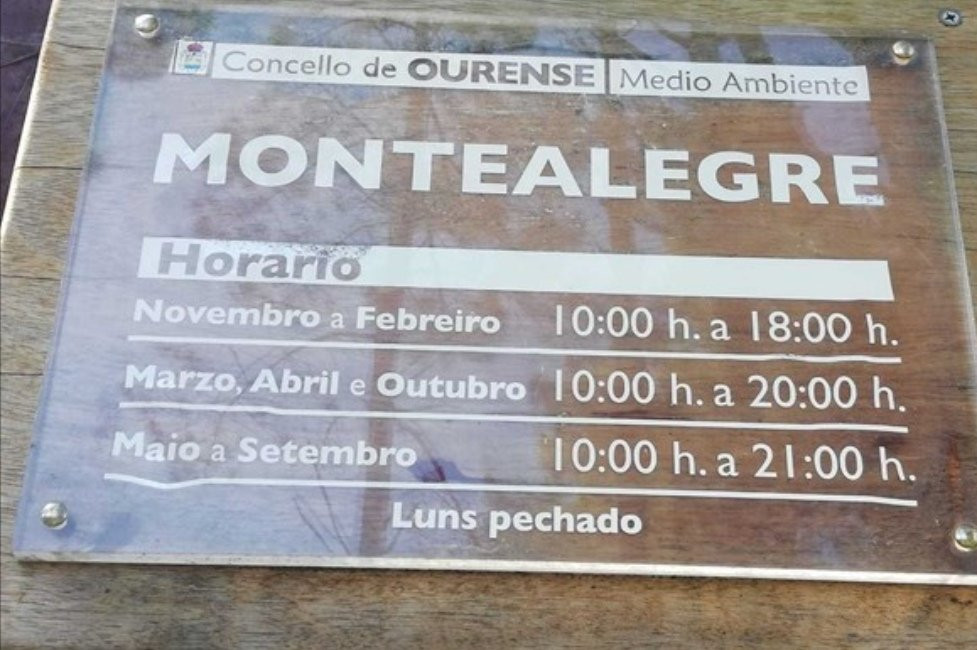 Concello de OURENSE Medio Ambiente
MONTEALEGRE
Horario
Novembro a Febreiro 10:00 h. a 18:00 h.
Marzo, Abril e Outubro 10:00 h. a 20:00 h.
Maio a Setembro 10:00 h. a 21:00 h.
Luns pechado